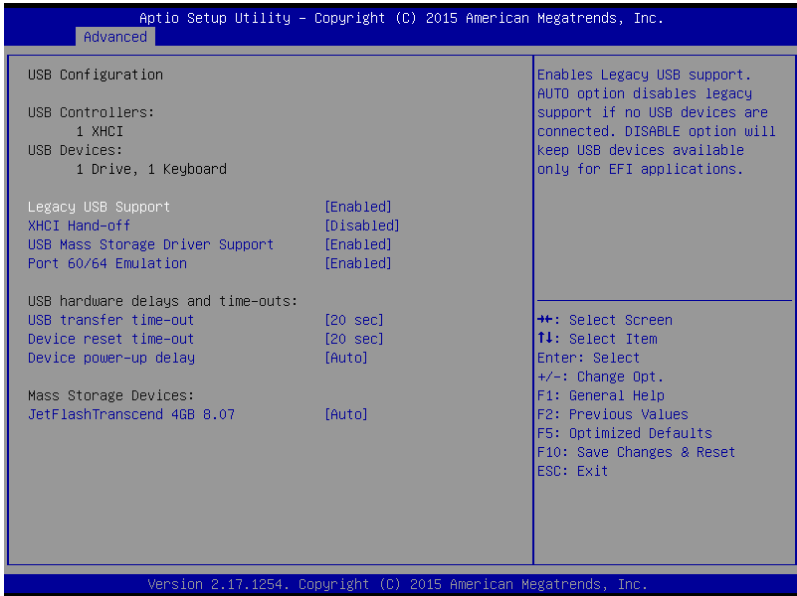 Aptio Setup Utility – Copyright (C) 2015 American Megatrends, Inc.
Advanced
USB Configuration
USB Controllers:
1 XHCI
USB Devices:
1 Drive, 1 Keyboard
Legacy USB Support [Enabled]
XHCI Hand-off [Disabled]
USB Mass Storage Driver Support [Enabled]
Port 60/64 Emulation [Enabled]
USB hardware delays and time-outs:
USB transfer time-out [20 sec]
Device reset time-out [20 sec]
Device power-up delay [Auto]
Mass Storage Devices:
JetFlashTranscend 4GB 8.07 [Auto]
Enables Legacy USB support.
AUTO option disables legacy
support if no USB devices are
connected. DISABLE option will
keep USB devices available
only for EFI applications.
→←: Select Screen
↑↓: Select Item
Enter: Select
+/-: Change Opt.
F1: General Help
F2: Previous Values
F5: Optimized Defaults
F10: Save Changes & Reset
ESC: Exit
Version 2.17.1254. Copyright (C) 2015 American Megatrends, Inc.